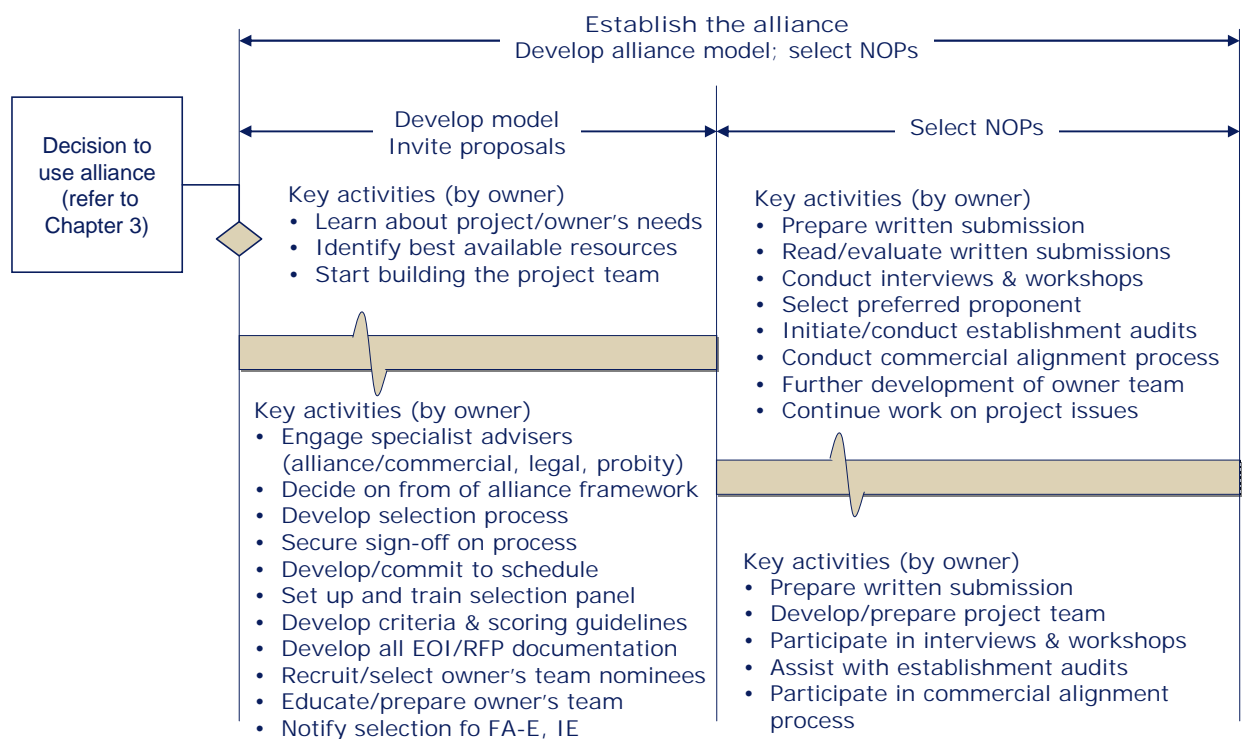 Establish the alliance
Develop alliance model; select NOPs
Decision to
use alliance
(refer to
Chapter 3)
Develop model
Invite proposals
Select NOPs
Key activities (by owner)
• Learn about project/owner's needs
• Identify best available resources
• Start building the project team
Key activities (by owner)
• Prepare written submission
• Read/evaluate written submissions
• Conduct interviews & workshops
• Select preferred proponent
• Initiate/conduct establishment audits
• Conduct commercial alignment process
• Further development of owner team
• Continue work on project issues
Key activities (by owner)
• Engage specialist advisers
(alliance/commercial, legal, probity)
• Decide on from of alliance framework
• Develop selection process
• Secure sign-off on process
• Develop/commit to schedule
• Set up and train selection panel
• Develop criteria & scoring guidelines
• Develop all EOI/RFP documentation
• Recruit/select owner's team nominees
• Educate/prepare owner's team
• Notify selection fo FA-E, IE
Key activities (by owner)
• Prepare written submission
• Develop/prepare project team
• Participate in interviews & workshops
• Assist with establishment audits
• Participate in commercial alignment
process